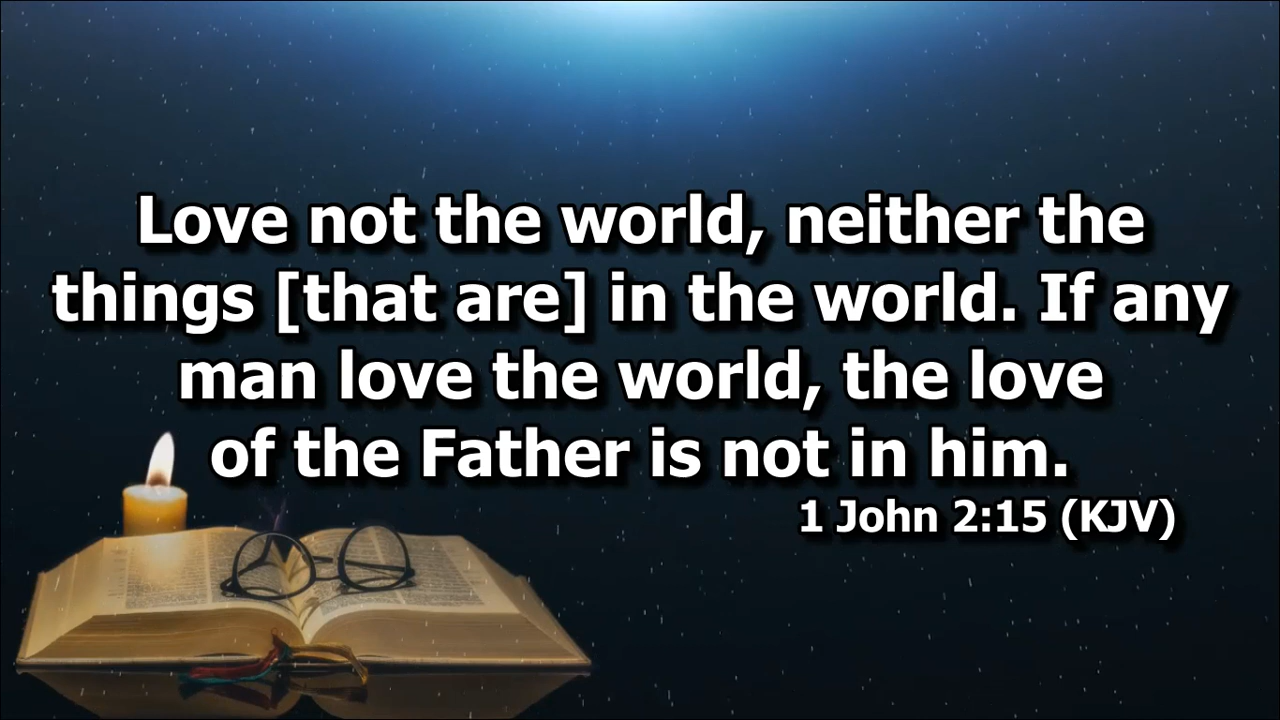 Love not the world, neither the
things [that are] in the world. If any
man love the world, the love
of the Father is not in him.
1 John 2:15 (KJV)